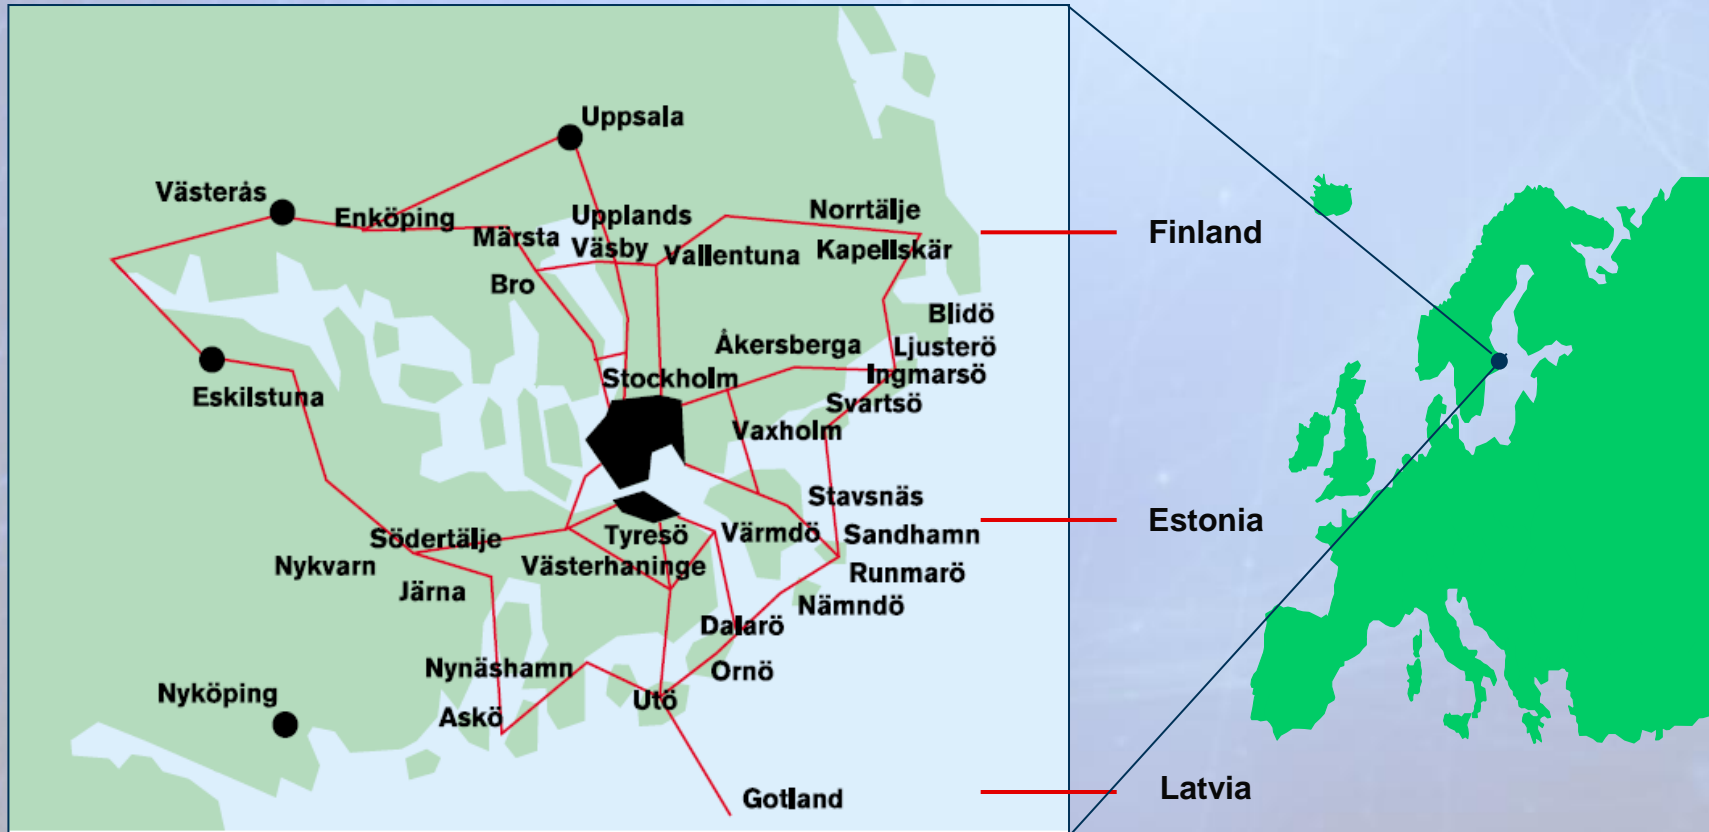 Uppsala
Västerås
Enköping
Upplands
Väsby
Norrtälje
Märsta
Vallentuna
Kapellskär
Finland
Bro
Blidö
Åkersberga
Ljusterö
Stockholm
Ingmarsö
Eskilstuna
Svartsö
Vaxholm
Stavsnäs
Estonia
Södertälje
Tyresö
Värmdö
Sandhamn
Nykvarn
Västerhaninge
Runmarö
Järna
Nämndö
Dalarö
Nynäshamn
Ornö
Nyköping
Utö
Askö
Gotland
Latvia